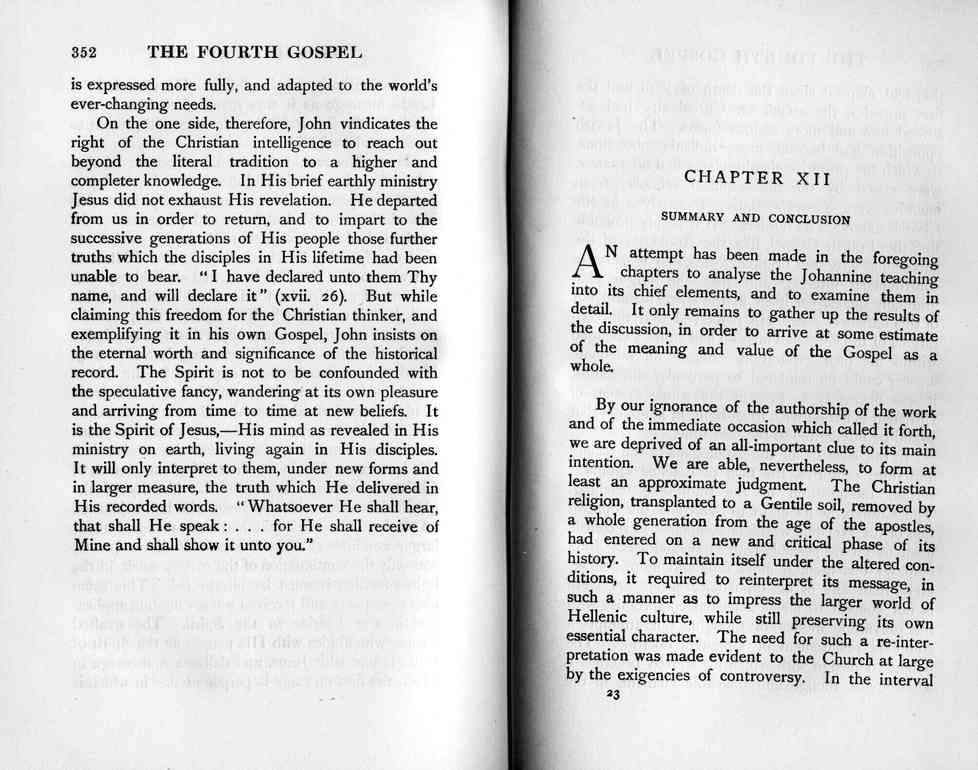 352 THE FOURTH GOSPEL
is expressed more fully, and adapted to the world's
ever-changing needs.
On the one side, therefore, John vindicates the
right of the Christian intelligence to reach out
beyond the literal tradition to a higher and
completer knowledge. In His brief earthly ministry
Jesus did not exhaust His revelation. He departed
from us in order to return, and to impart to the
successive generations of His people those further
truths which the disciples in His lifetime had been
unable to bear. "I have declared unto them Thy
name, and will declare it" (xvii. 26). But while
claiming this freedom for the Christian thinker, and
exemplifying it in his own Gospel, John insists on
the eternal worth and significance of the historical
record. The Spirit is not to be confounded with
the speculative fancy, wandering at its own pleasure
and arriving from time to time at new beliefs. It
is the Spirit of Jesus,—His mind as revealed in His
ministry on earth, living again in His disciples.
It will only interpret to them, under new forms and
in larger measure, the truth which He delivered in
His recorded words. "Whatsoever He shall hear,
that shall He speak: . . . for He shall receive of
Mine and shall show it unto you."
CHAPTER XII
SUMMARY AND CONCLUSION
AN attempt has been made in the foregoing
chapters to analyse the Johannine teaching
into its chief elements, and to examine them in
detail. It only remains to gather up the results of
the discussion, in order to arrive at some estimate
of the meaning and value of the Gospel as a
whole.
By our ignorance of the authorship of the work
and of the immediate occasion which called it forth,
we are deprived of an all-important clue to its main
intention. We are able, nevertheless, to form at
least an approximate judgment. The Christian
religion, transplanted to a Gentile soil, removed by
a whole generation from the age of the apostles,
had entered on a new and critical phase of its
history. To maintain itself under the altered con-
ditions, it required to reinterpret its message, in
such a manner as to impress the larger world of
Hellenic culture, while still preserving its own
essential character. The need for such a re-inter-
pretation was made evident to the Church at large
by the exigencies of controversy. In the interval
23